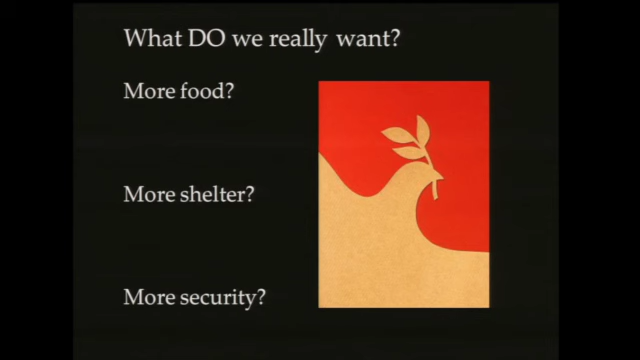 What DO we really want?
More food?
More shelter?
More security?